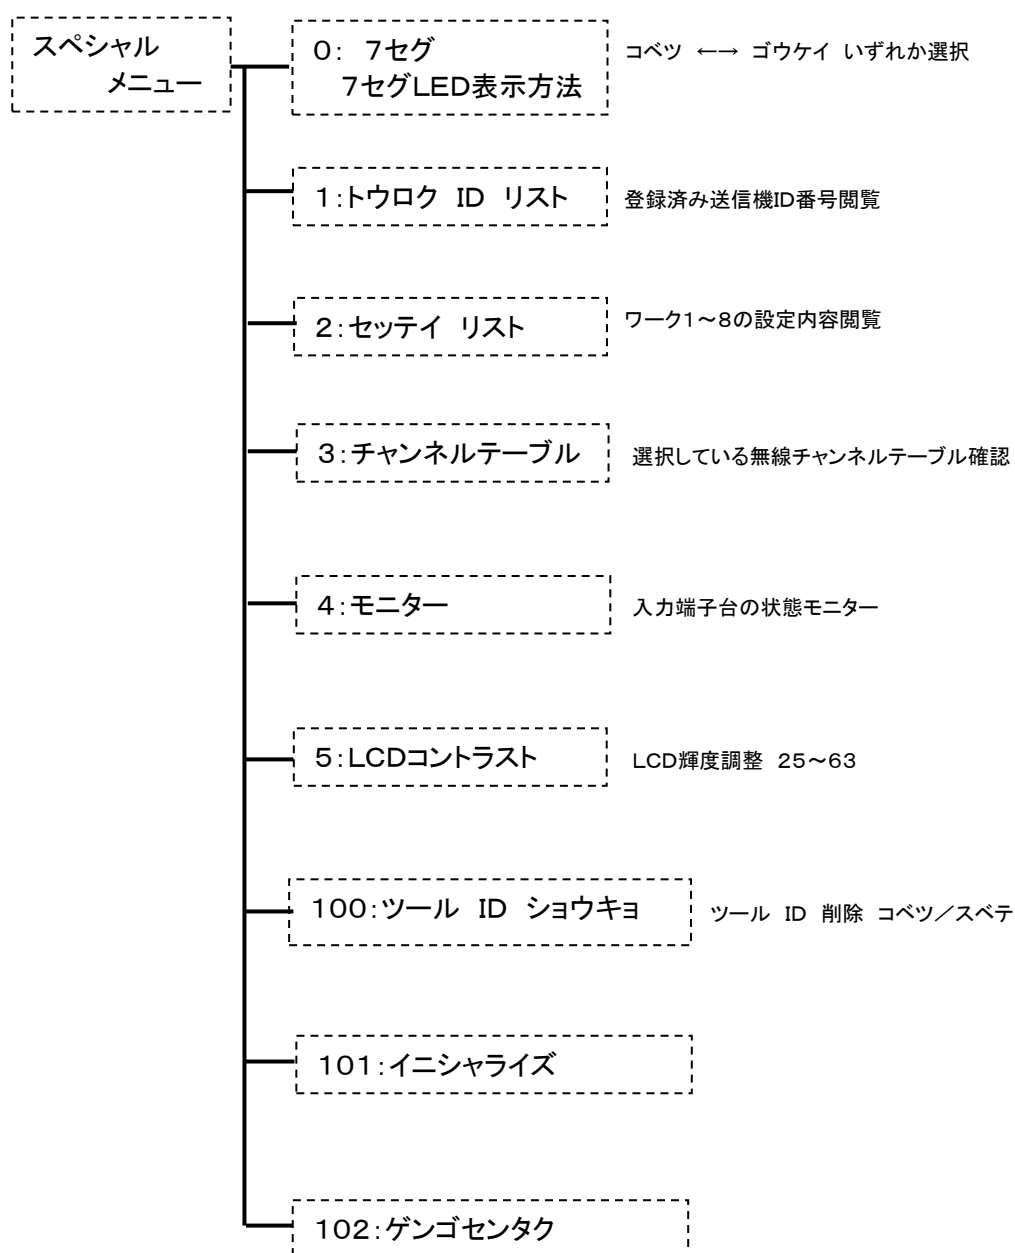 スペシャル
メニュー
０： ７セグ
７セグＬＥＤ表示方法
コベツ ←→ ゴウケイ いずれか選択
１：トウロク ＩＤ リスト
登録済み送信機ID番号閲覧
２：セッテイ リスト
ワーク１～８の設定内容閲覧
３：チャンネルテーブル
選択している無線チャンネルテーブル確認
４：モニター
入力端子台の状態モニター
５：ＬＣＤコントラスト
ＬＣＤ輝度調整 ２５～６３
１００：ツール ＩＤ ショウキョ
ツール ＩＤ 削除 コベツ／スベテ
１０１：イニシャライズ
１０２：ゲンゴセンタク